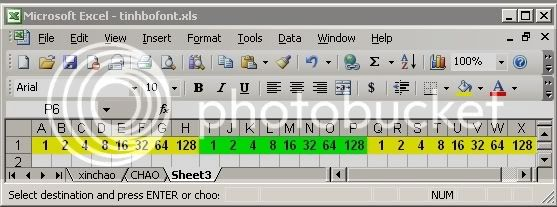 Microsoft Excel - tinhbofont.xls
File Edit View Insert Format Tools Data Window Help
Σ 100%
Arial 10 B I U $ A
P6 fx
A B C D E F G H I J K L M N O P Q R S T U V W X
1 1 2 4 8 16 32 64 128 1 2 4 8 16 32 64 128 1 2 4 8 16 32 64 128
2
xinchao CHAO Sheet3
Select destination and press ENTER or choo: NUM
photobucket